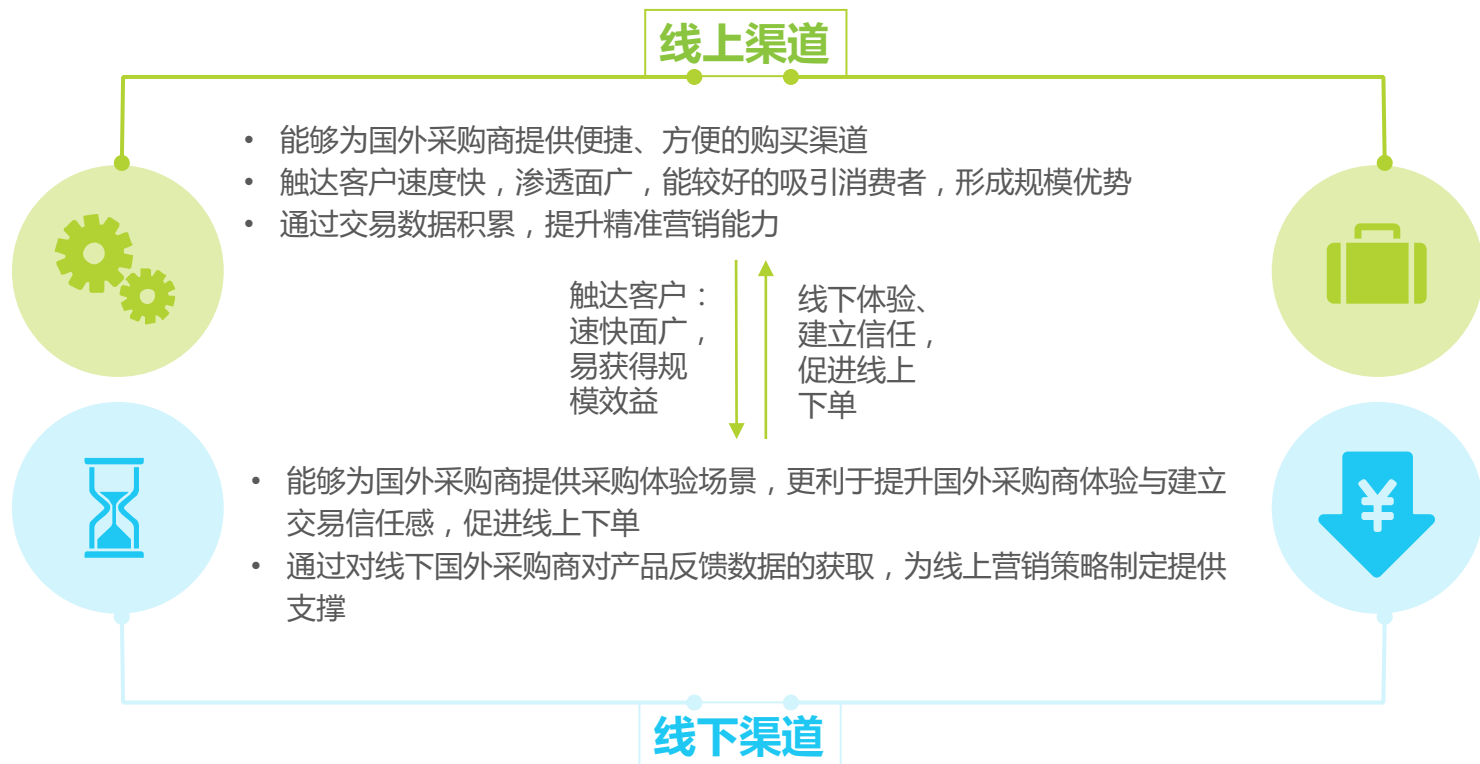 线上渠道
• 能够为国外采购商提供便捷、方便的购买渠道
• 触达客户速度快，渗透面广，能较好的吸引消费者，形成规模优势
• 通过交易数据积累，提升精准营销能力
触达客户：
速快面广，
易获得规
模效益
线下体验、
建立信任，
促进线上
下单
• 能够为国外采购商提供采购体验场景，更利于提升国外采购商体验与建立
交易信任感，促进线上下单
• 通过对线下国外采购商对产品反馈数据的获取，为线上营销策略制定提供
支撑
¥
线下渠道